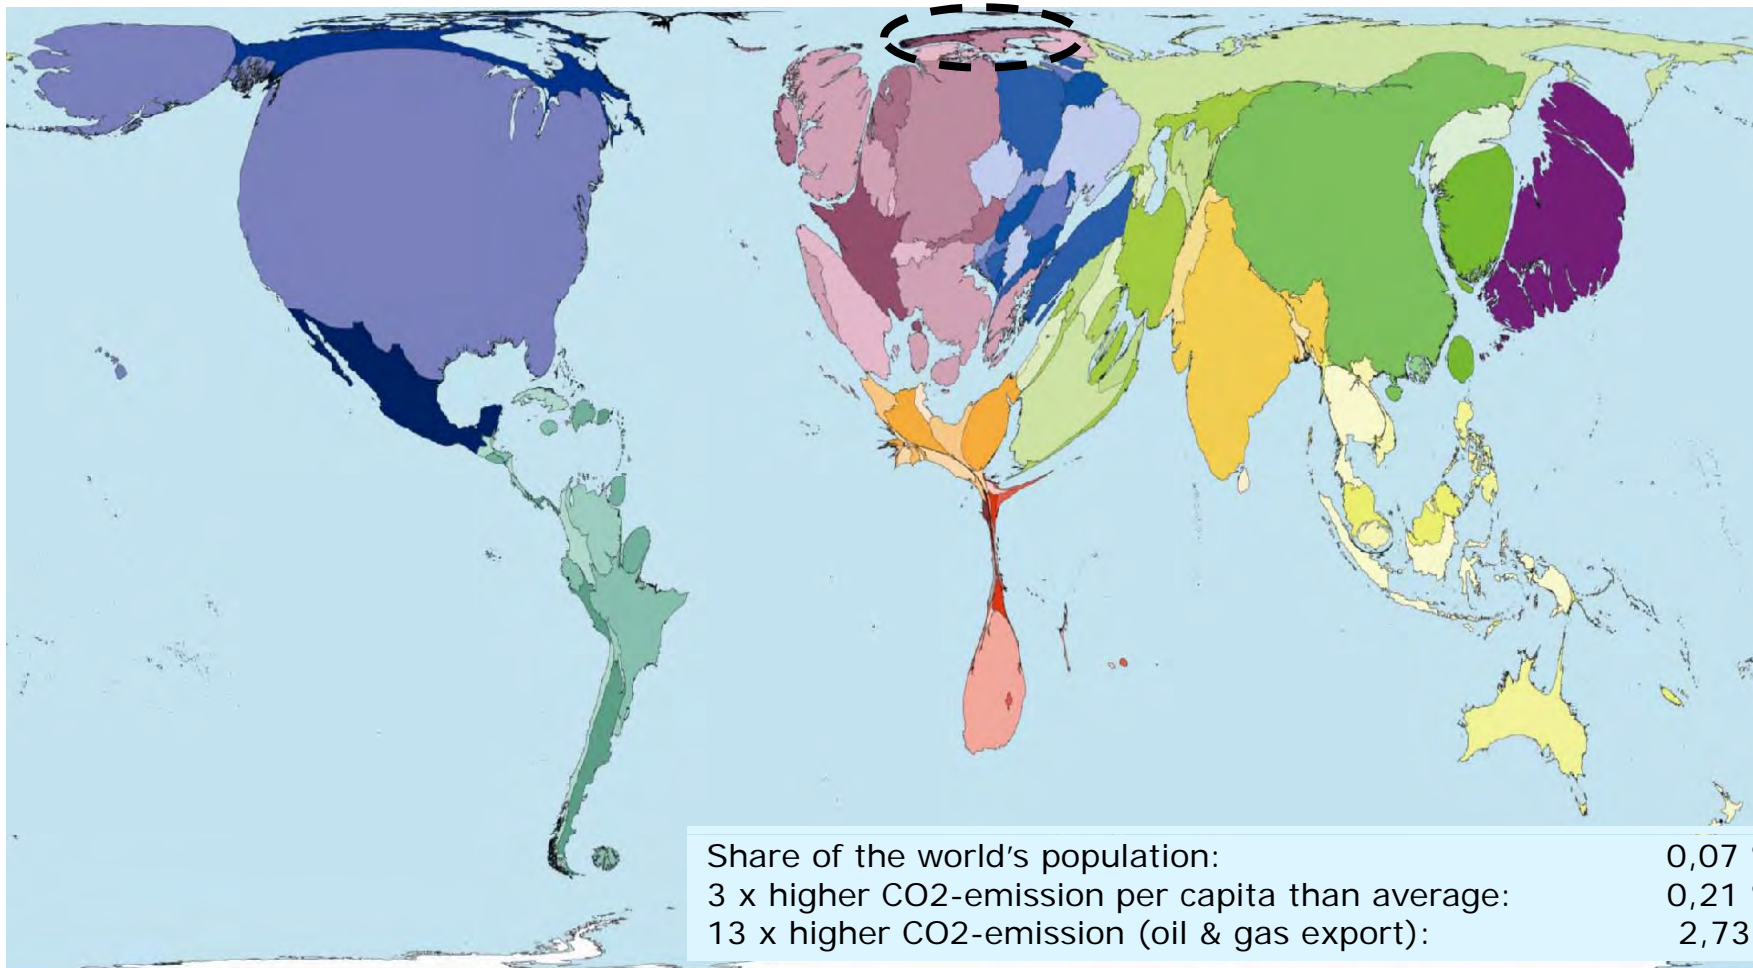 Share of the world's population: 0,07
3 x higher CO2-emission per capita than average: 0,21
13 x higher CO2-emission (oil & gas export): 2,73